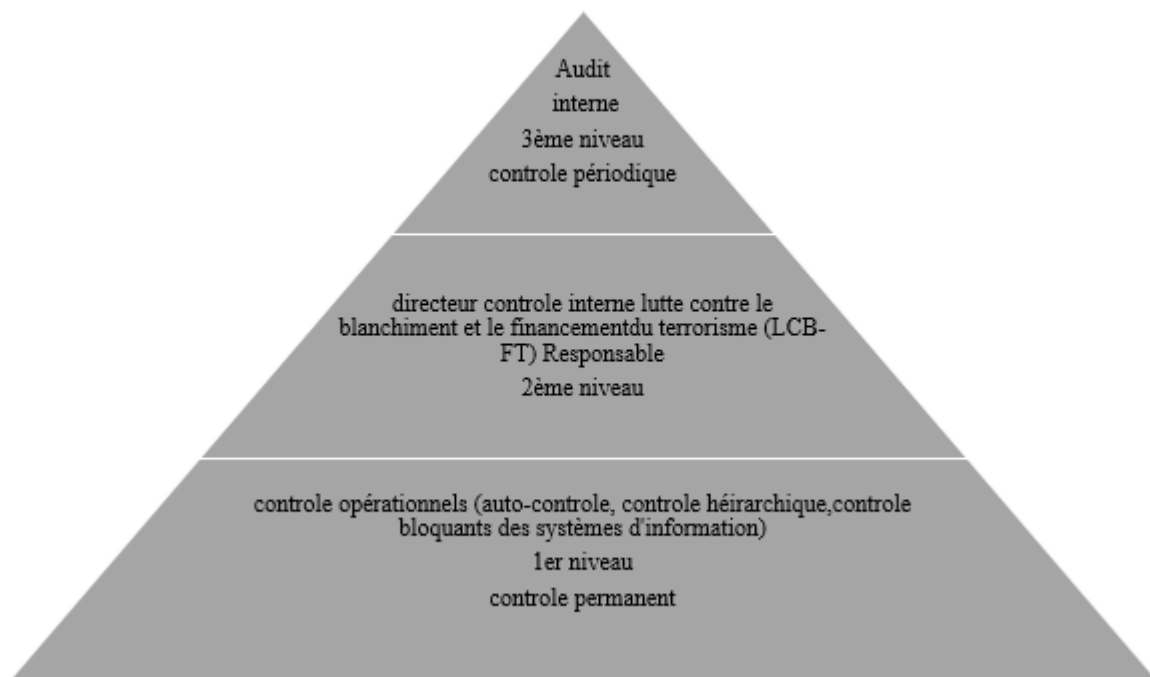 Audit
interne
3ème niveau
controle périodique
directeur controle interne lutte contre le
blanchiment et le financementdu terrorisme (LCB-
FT) Responsable
2ème niveau
controle opérationnels (auto-controle, controle héirarchique,controle
bloquants des systèmes d'information)
1er niveau
controle permanent